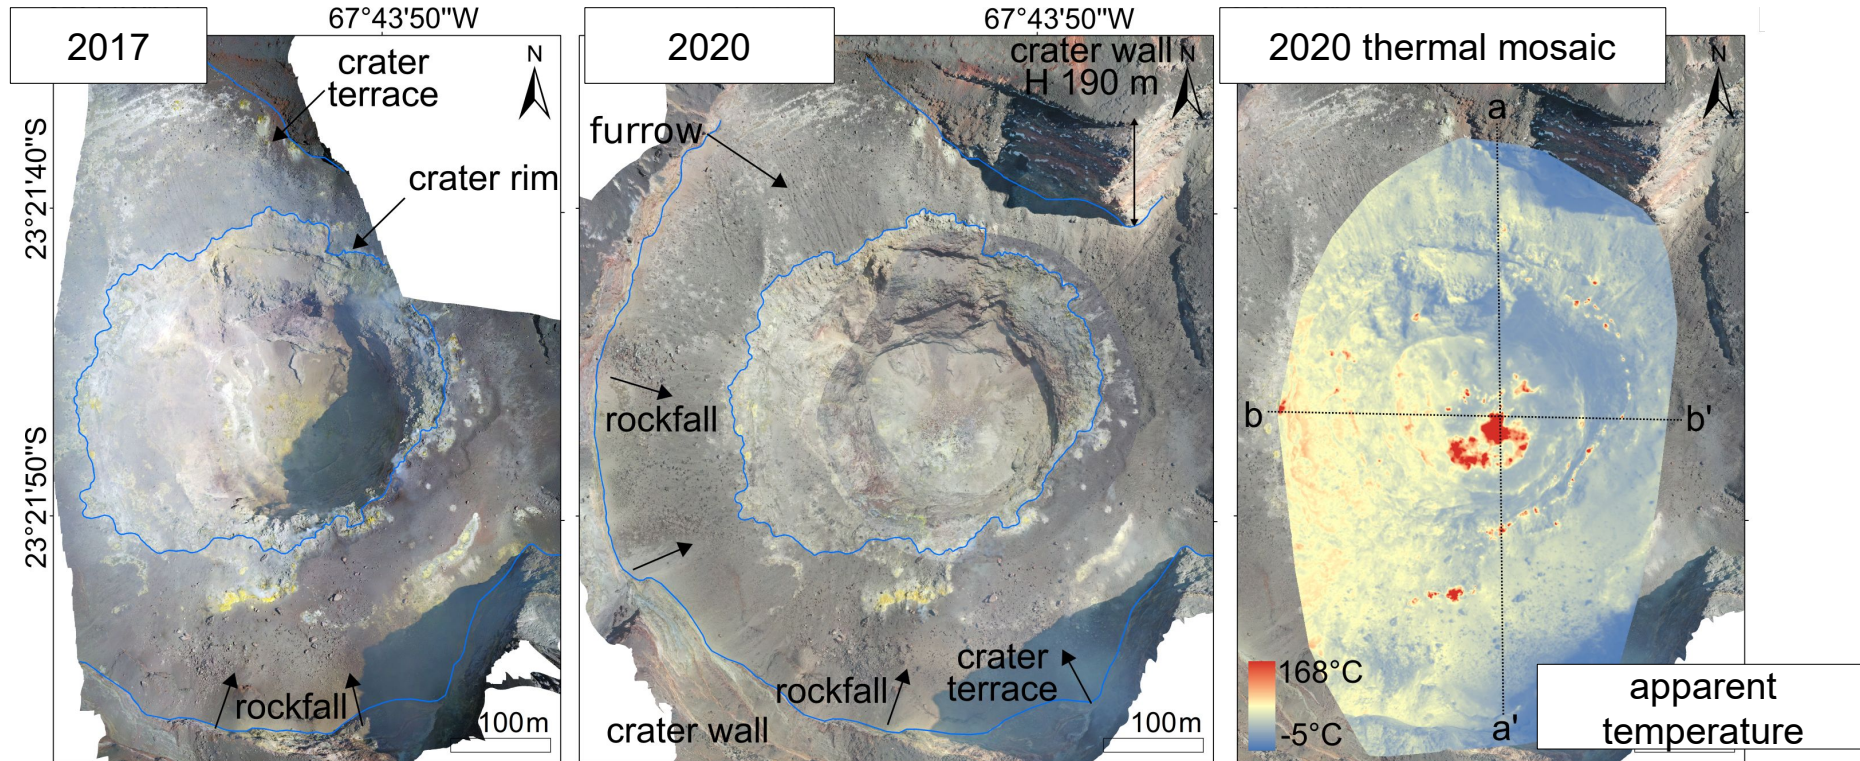 67°43'50"W
67°43'50"W
2017
2020
2020 thermal mosaic
N
N
N
crater
terrace
crater rim
23°21'40"S
23°21'50"S
rockfall
100m
crater wall
H 190 m
furrow
rockfall
crater
terrace
rockfall
crater wall
100m
a
b
b'
a'
168°C
-5°C
apparent
temperature